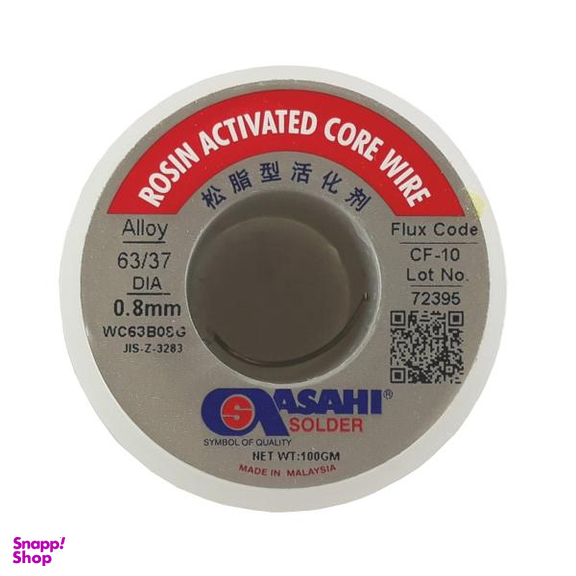 ROSIN ACTIVATED CORE WIRE
松脂型活化剂
Alloy
63/37
DIA
0.8mm
WC63B08G
JIS-Z-3283
Flux Code
CF-10
Lot No.
72395
ASAHI®
SOLDER
SYMBOL OF QUALITY
NET WT:100GM
MADE IN MALAYSIA
Snapp!
Shop